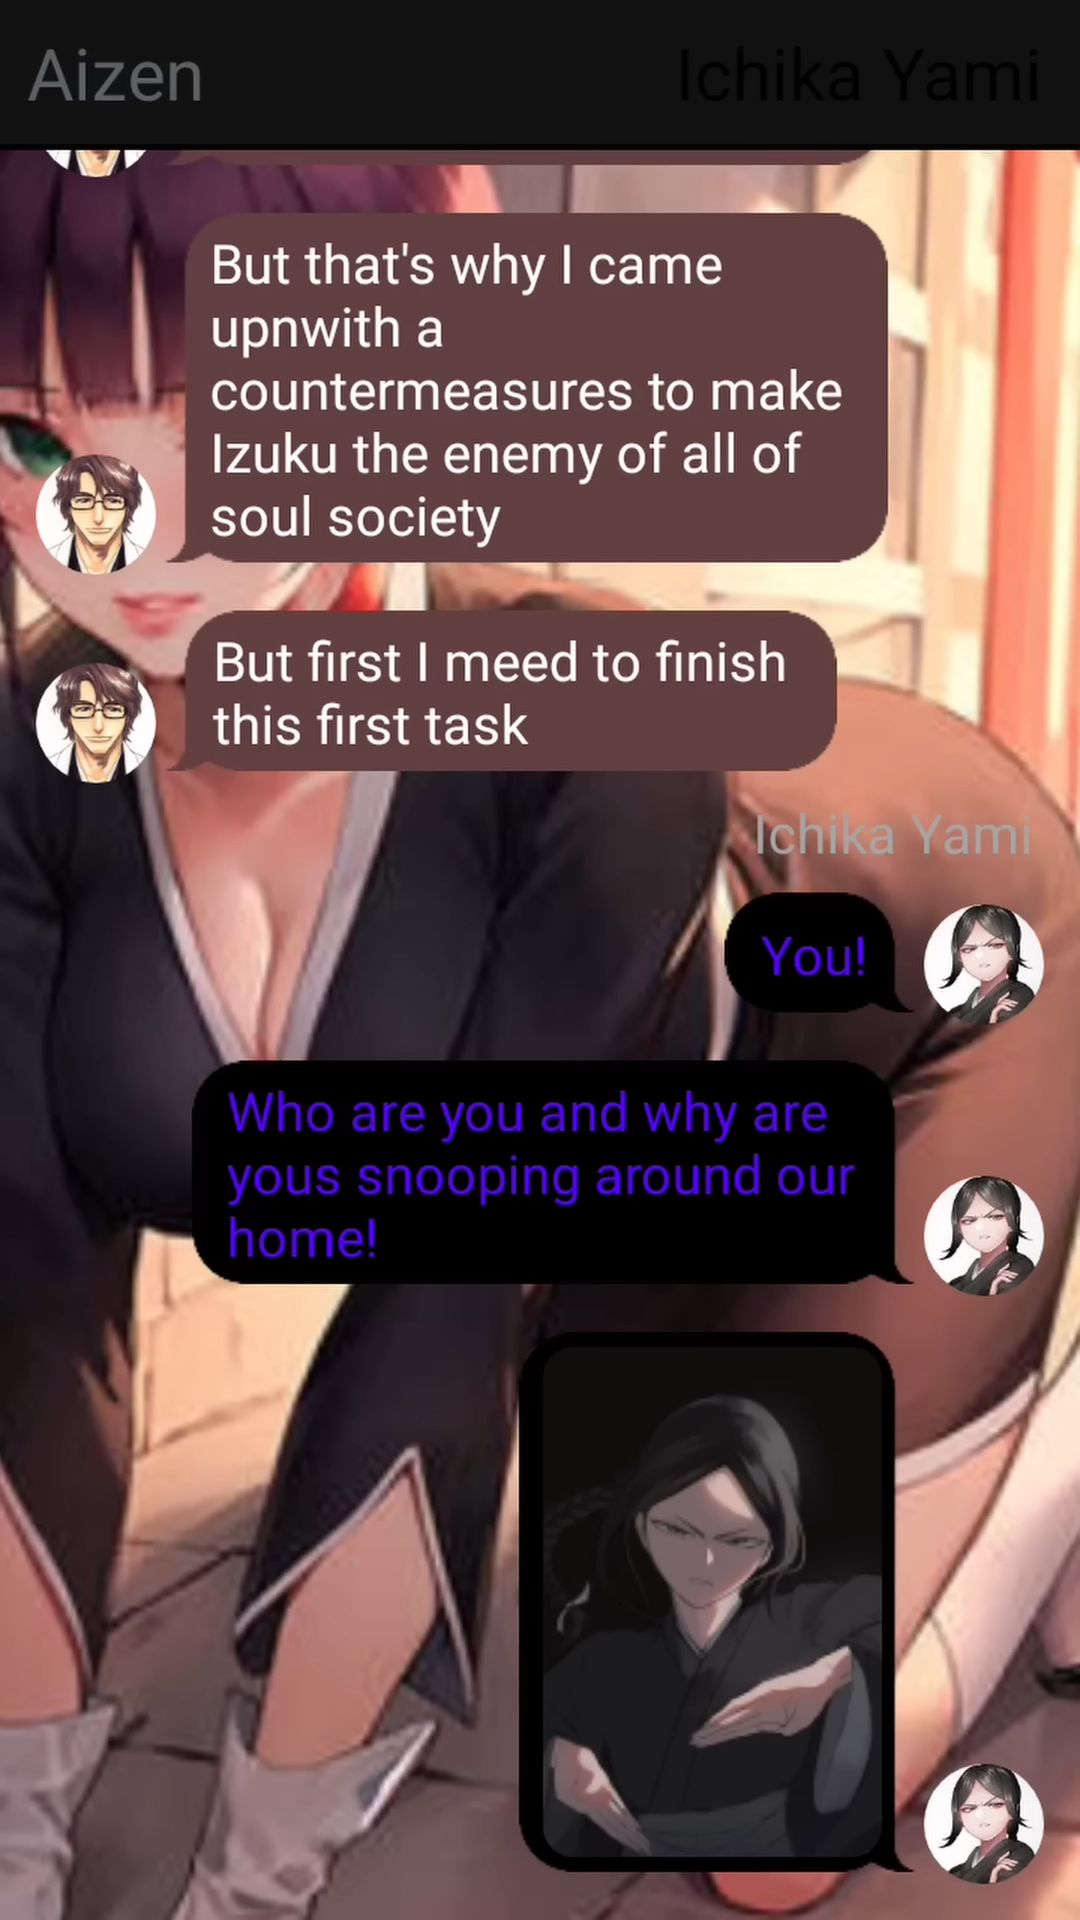 Aizen
Ichika Yami
But that's why I came
upnwith a
countermeasures to make
Izuku the enemy of all of
soul society
But first I meed to finish
this first task
Ichika Yami
You!
Who are you and why are
yous snooping around our
home!